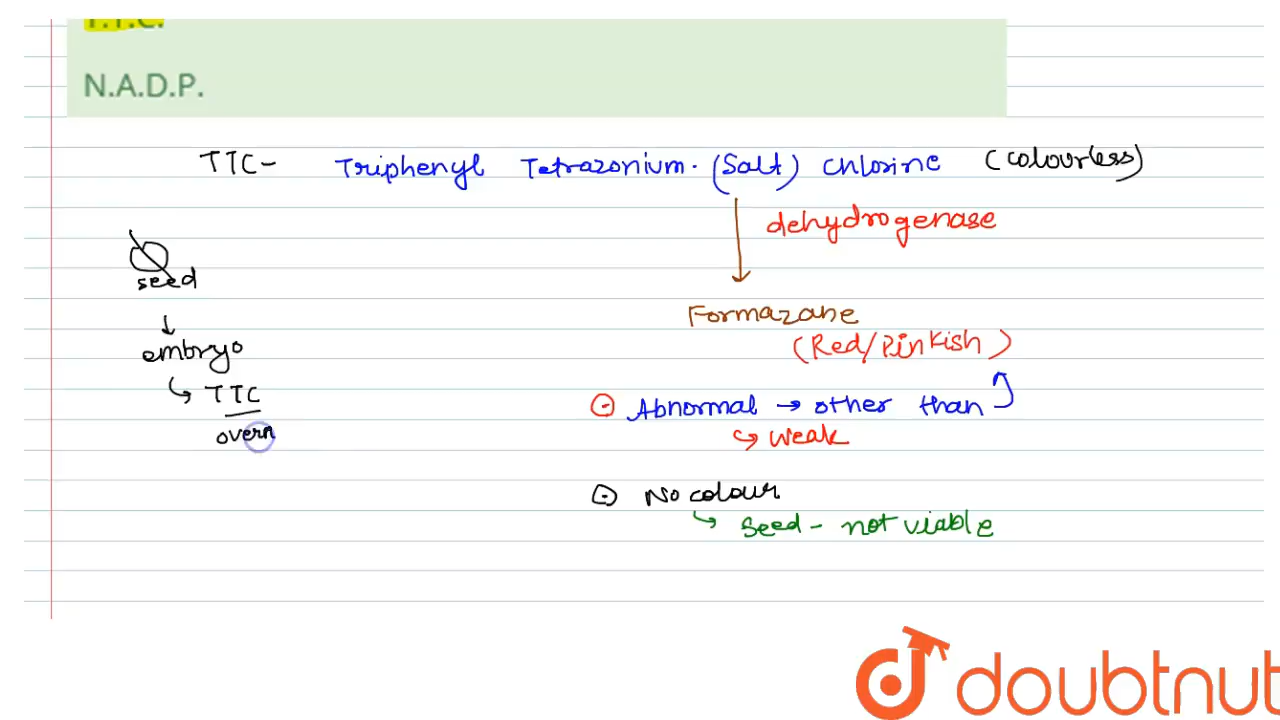 T.T.C.
N.A.D.P.
TTC - Triphenyl Tetrazonium. (Salt) Chlorine (colourless)
dehydrogenase
seed
Formazane
embryo
(Red/Pinkish)
TTC
Abnormal → other than
overn
weak
No colour
Seed - not viable
doubtnut